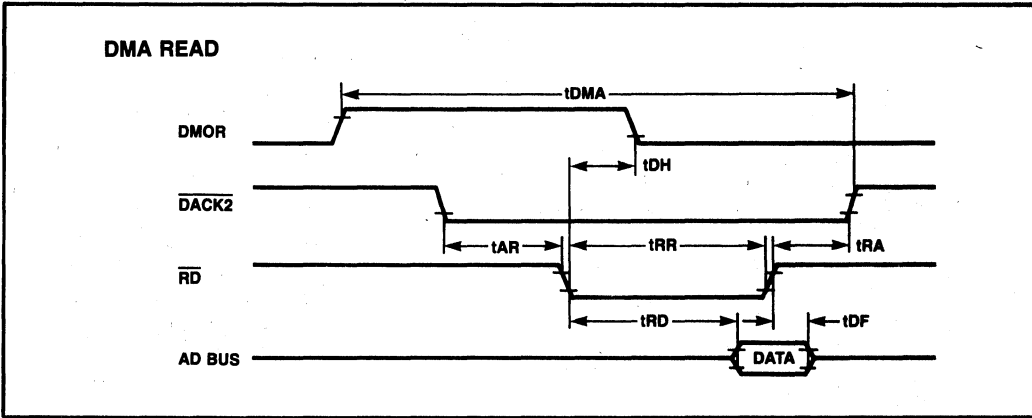 DMA READ
tDMA
DMOR
tDH
DACK2
tAR
tRR
tRA
RD
tRD
tDF
AD BUS
DATA